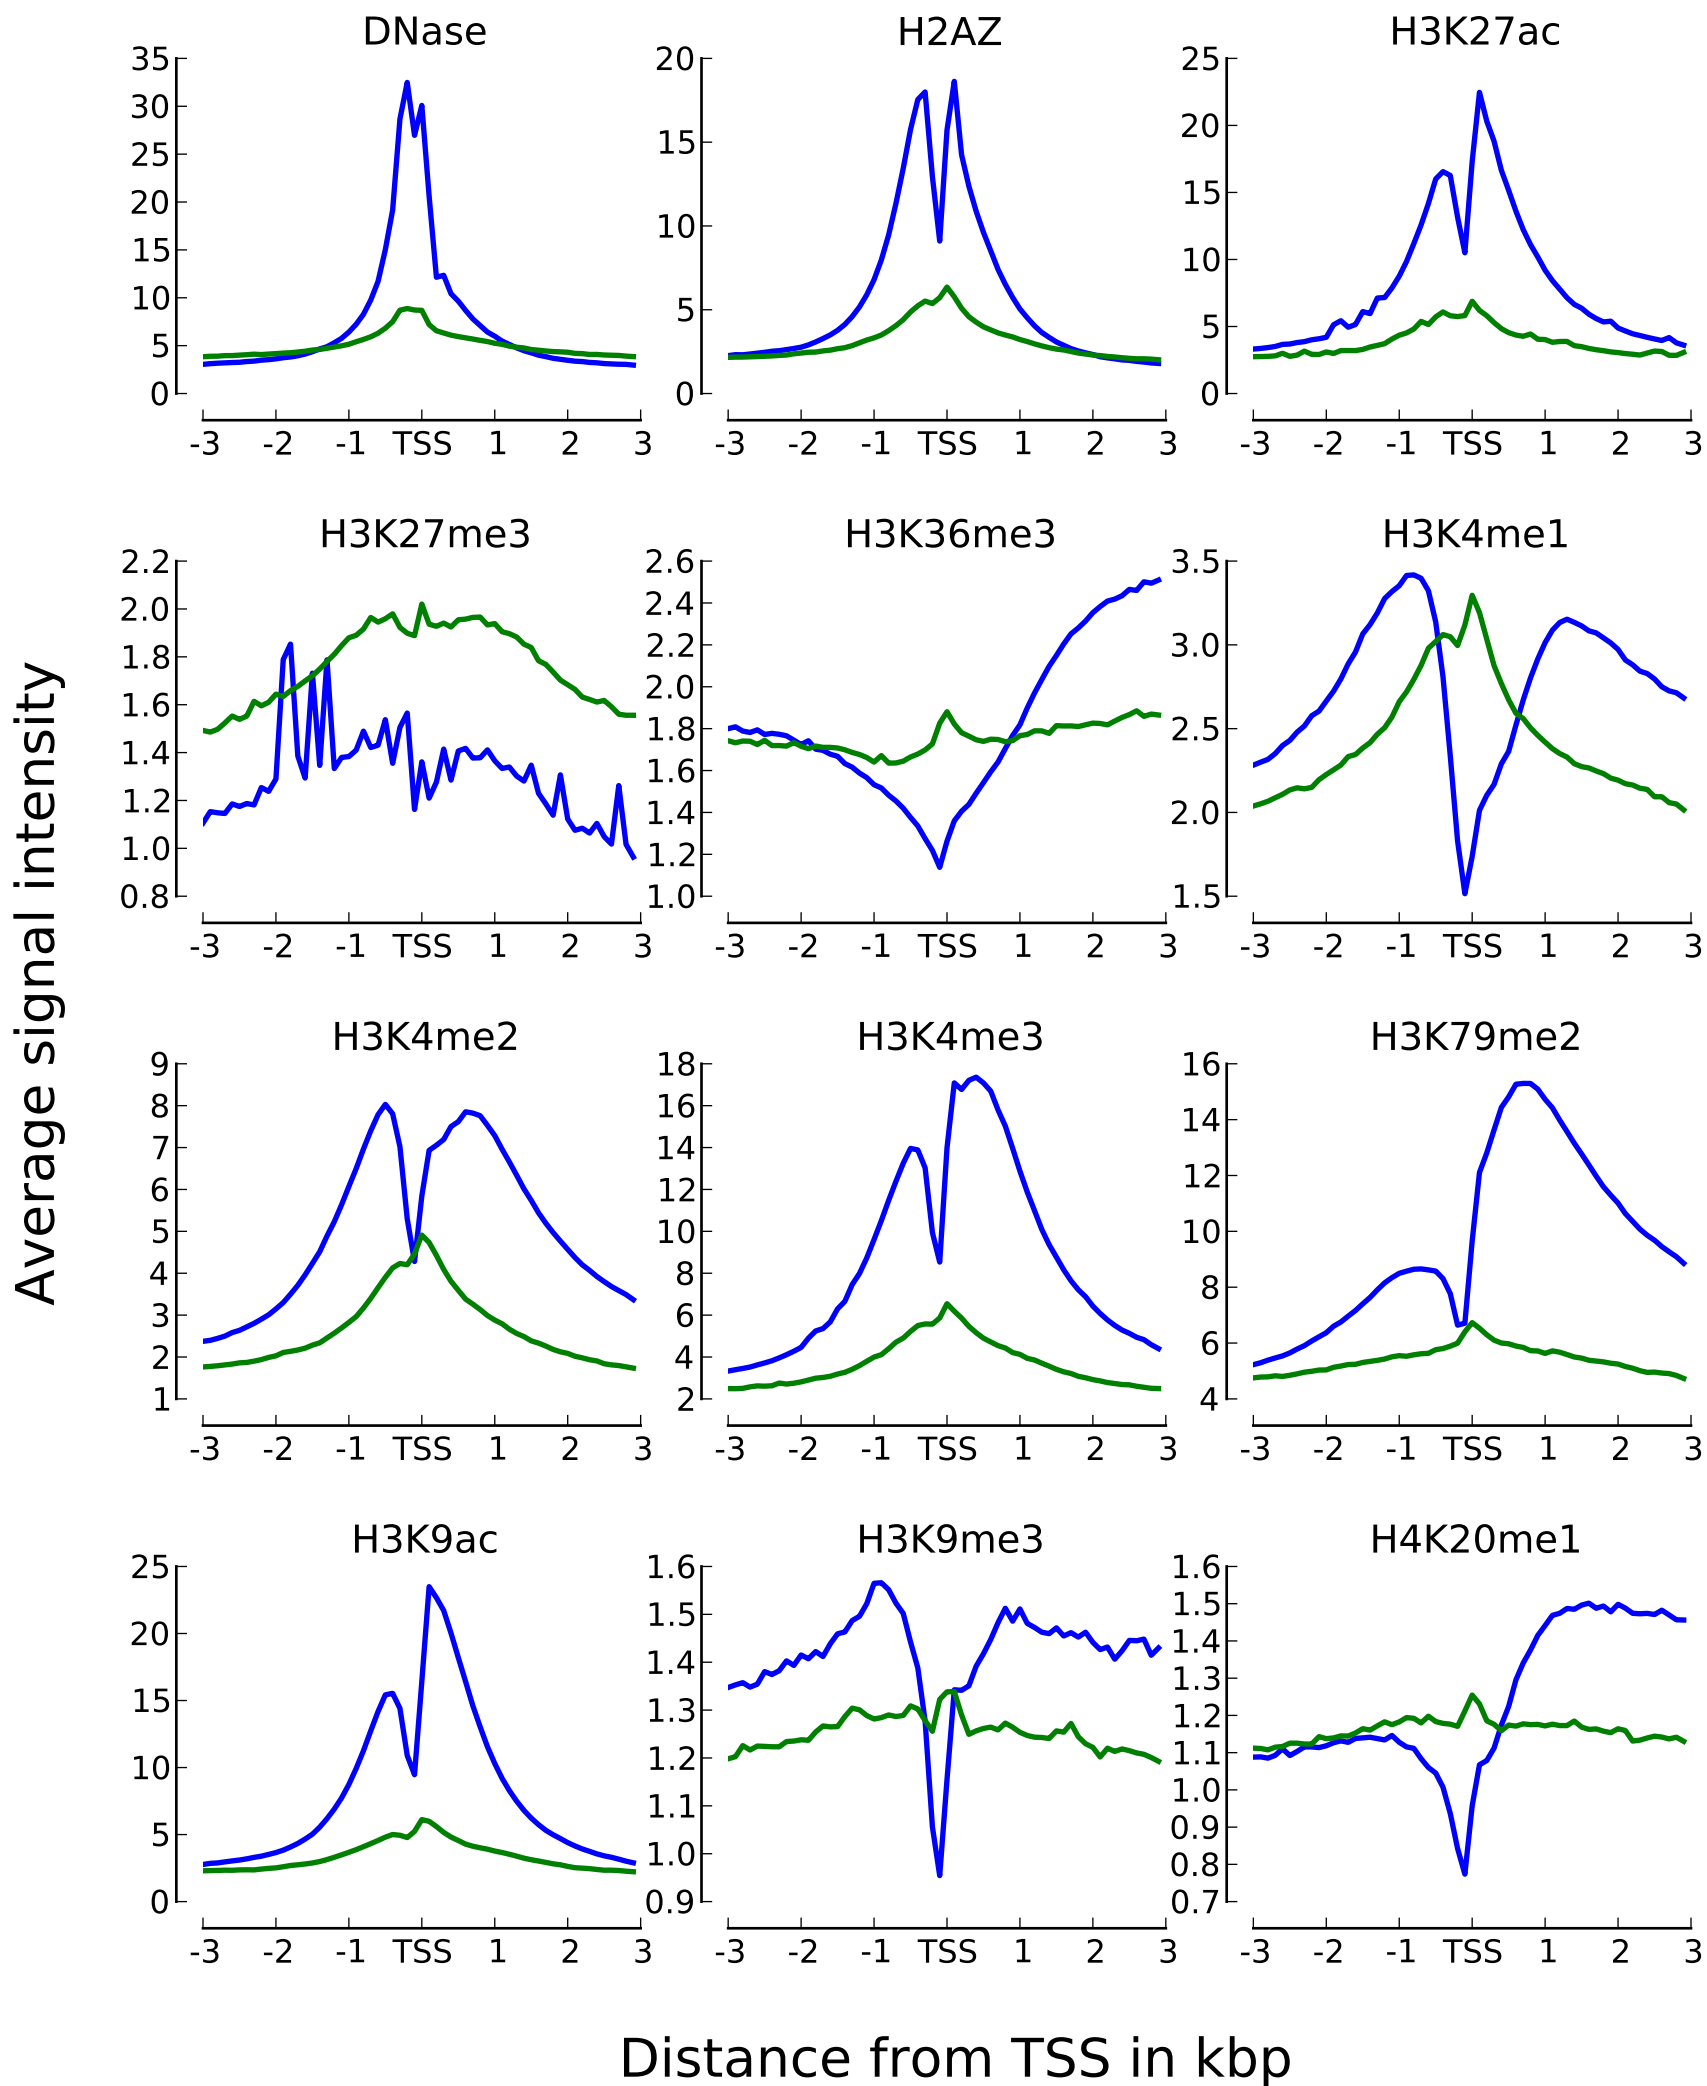 DNase H2AZ H3K27ac
35 20 25
30
25 15 20
20 15
15 10 10
10 5 5
5
0 0 0
-3 -2 -1 TSS 1 2 3 -3 -2 -1 TSS 1 2 3 -3 -2 -1 TSS 1 2 3
H3K27me3 H3K36me3 H3K4me1
2.2 2.6 3.5
2.0 2.4
1.8 2.2 3.0
1.6 2.0
1.4 1.8 2.5
1.2 1.6
1.0 1.4 2.0
0.8 1.2
1.0 1.5
-3 -2 -1 TSS 1 2 3 -3 -2 -1 TSS 1 2 3 -3 -2 -1 TSS 1 2 3
Average signal intensity
H3K4me2 H3K4me3 H3K79me2
9 18 16
8 16 14
7 14 12
6 12
5 10 10
4 8 8
3 6 6
2 4
1 2 4
-3 -2 -1 TSS 1 2 3 -3 -2 -1 TSS 1 2 3 -3 -2 -1 TSS 1 2 3
H3K9ac H3K9me3 H4K20me1
25 1.6 1.6
1.5 1.5
20 1.4 1.4
1.3 1.3
15 1.2 1.2
10 1.1 1.1
1.0 1.0
5 0.9
0.8
0 0.9 0.7
-3 -2 -1 TSS 1 2 3 -3 -2 -1 TSS 1 2 3 -3 -2 -1 TSS 1 2 3
Distance from TSS in kbp